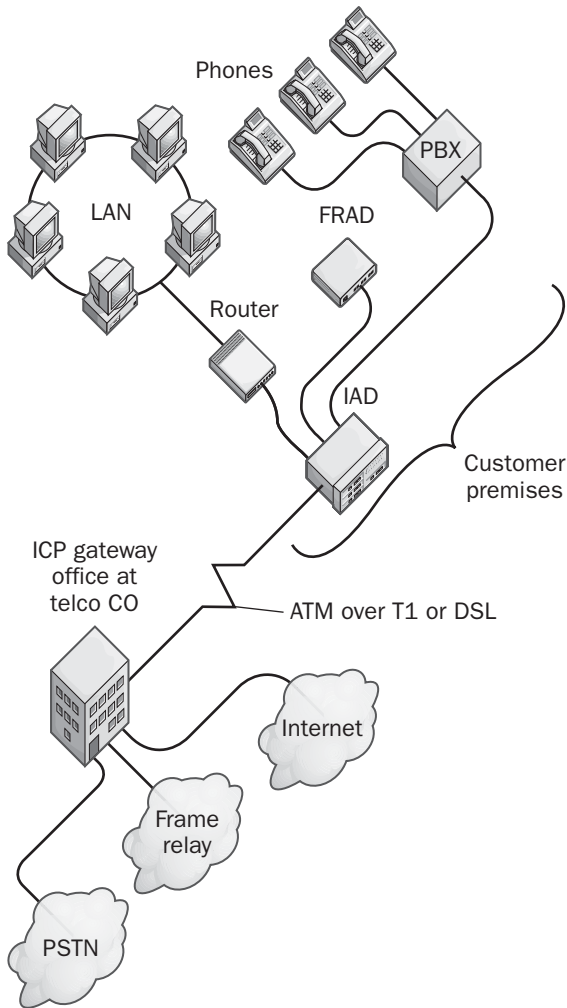 Phones
PBX
LAN
FRAD
Router
IAD
Customer
premises
ICP gateway
office at
telco CO
ATM over T1 or DSL
Internet
Frame
relay
PSTN